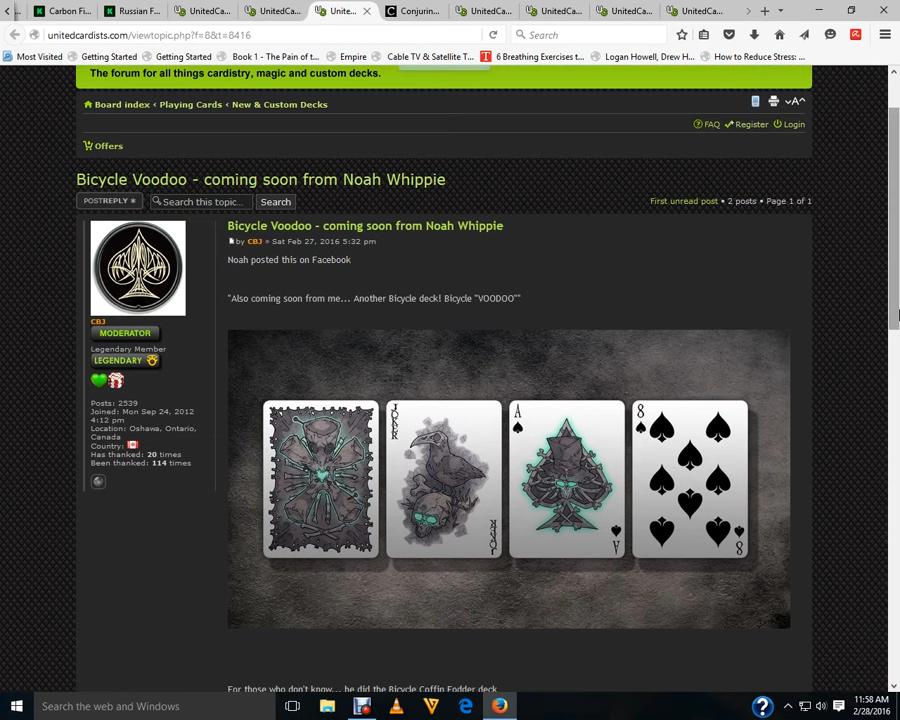 Carbon Fi...
Russian F...
UnitedCa...
UnitedCa...
Unite...
Conjurin...
UnitedCa...
UnitedCa...
UnitedCa...
UnitedCa...
unitedcardists.com/viewtopic.php?f=8&t=8416
Search
Most Visited
Getting Started
Getting Started
Book 1 - The Pain of t...
Empire
Cable TV & Satellite T...
6 Breathing Exercises t...
Logan Howell, Drew H...
How to Reduce Stress: ...
The forum for all things cardistry, magic and custom decks.
Board index ‹ Playing Cards ‹ New & Custom Decks
FAQ Register Login
Offers
Bicycle Voodoo - coming soon from Noah Whippie
POSTREPLY
Search this topic...
Search
First unread post • 2 posts • Page 1 of 1
Bicycle Voodoo - coming soon from Noah Whippie
by CBJ » Sat Feb 27, 2016 5:32 pm
Noah posted this on Facebook
"Also coming soon from me... Another Bicycle deck! Bicycle "VOODOO""
CBJ
MODERATOR
Legendary Member
LEGENDARY
Posts: 2539
Joined: Mon Sep 24, 2012
4:12 pm
Location: Oshawa, Ontario,
Canada
Country:
Has thanked: 20 times
Been thanked: 114 times
JOKER
JOKER
A
A
8
8
For those who don't know... he did the Bicycle Coffin Fodder deck
Search the web and Windows
11:58 AM
2/28/2016